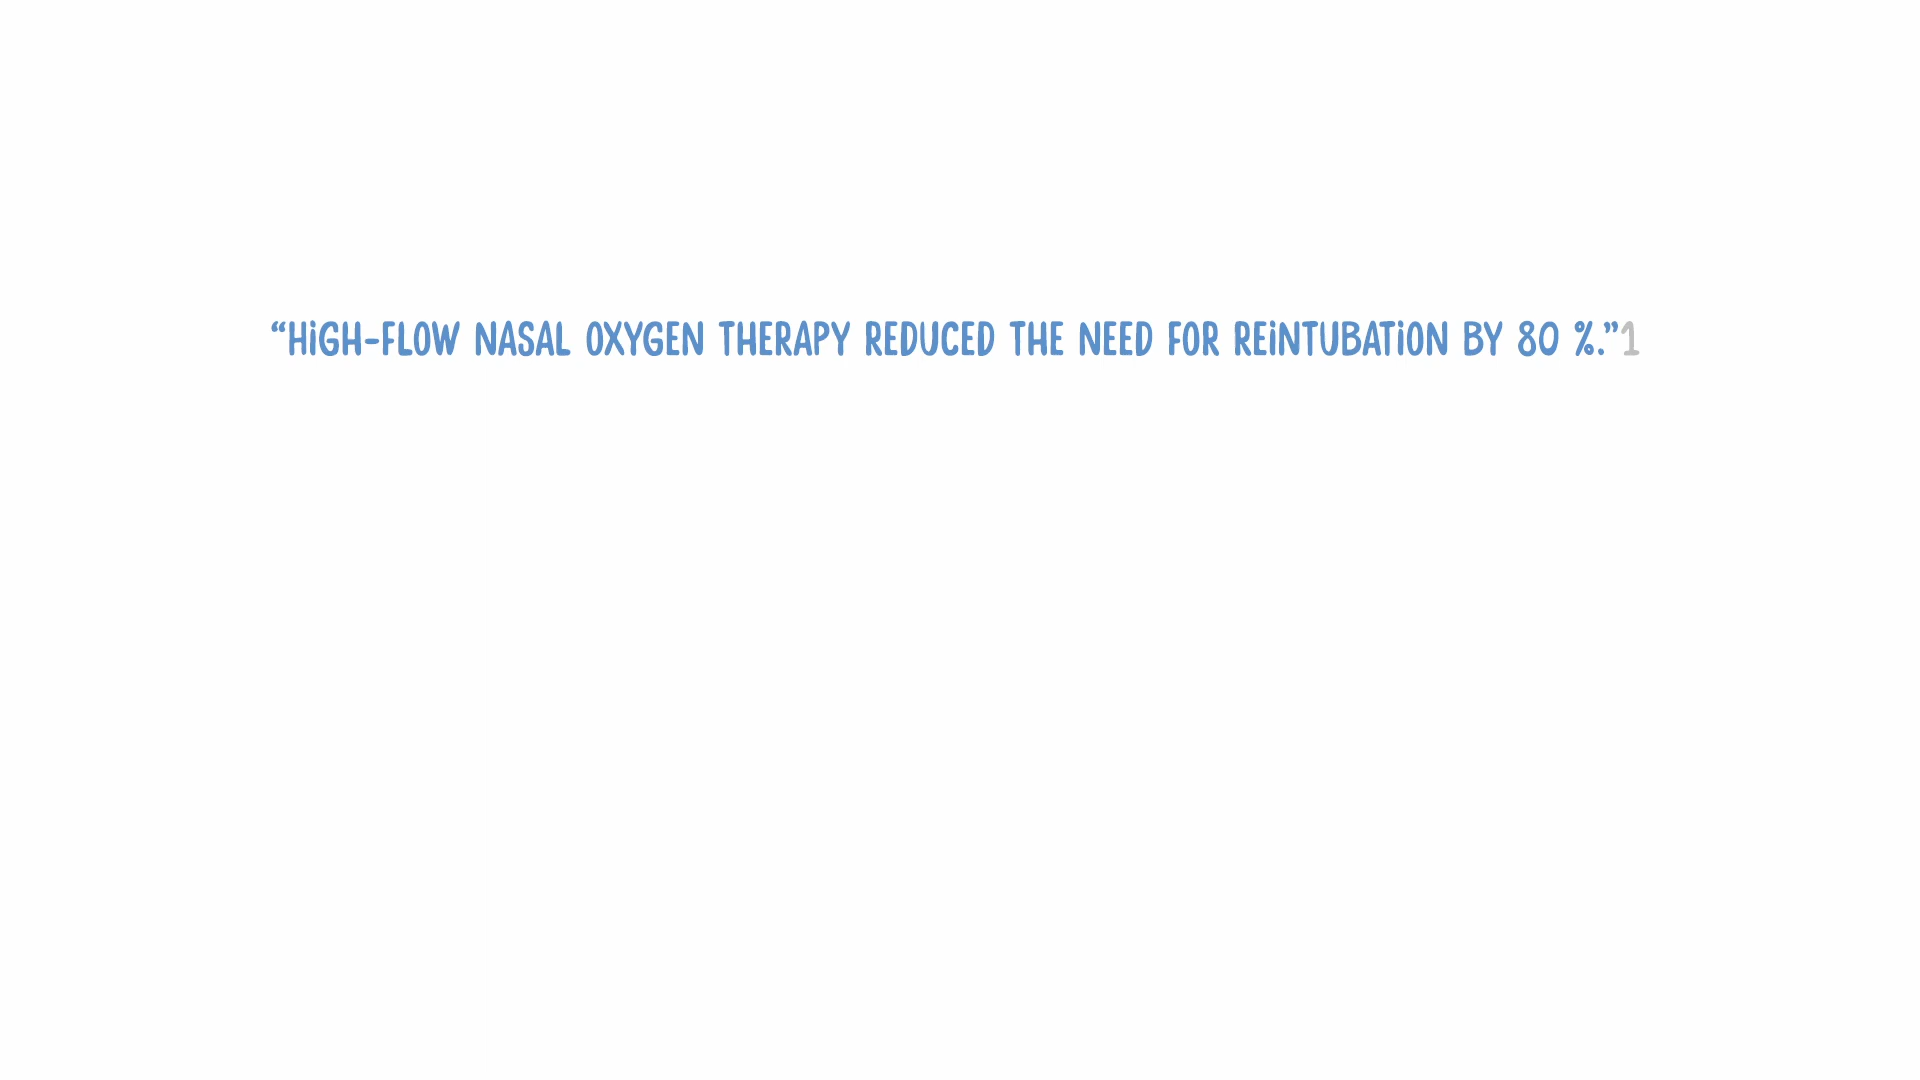 “HiGH-FLOW NASAL OXYGEN THERAPY REDUCED THE NEED FOR REiNTUBATiON BY 80 %.”1